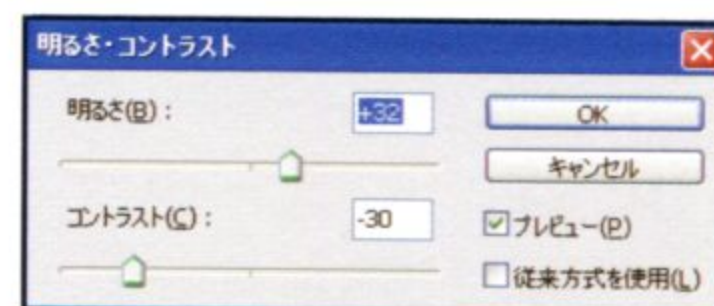 明るさ・コントラスト
明るさ(B)：
+32
OK
キャンセル
コントラスト(C)：
-30
プレビュー(P)
従来方式を使用(L)